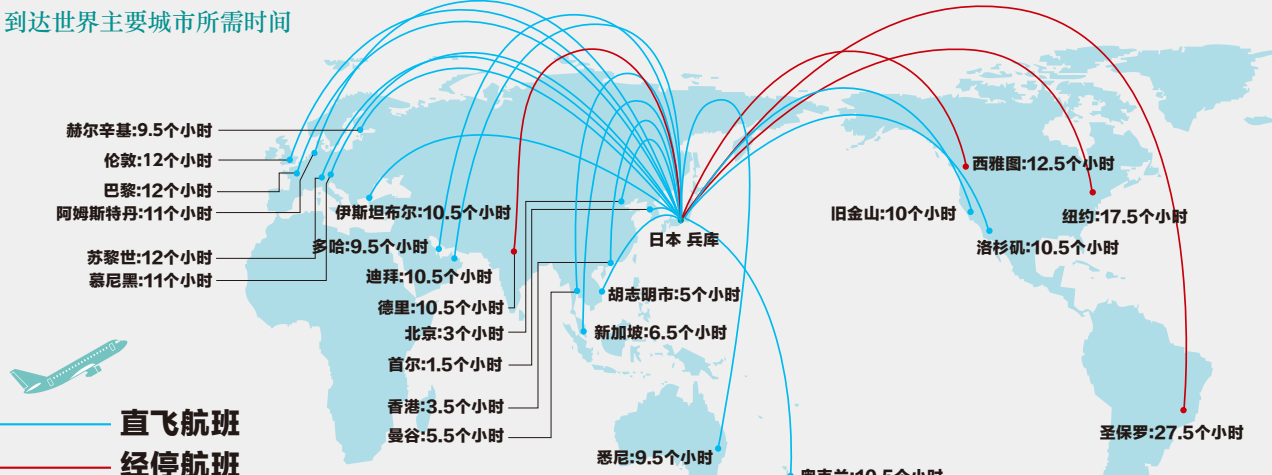 到达世界主要城市所需时间
赫尔辛基:9.5个小时
伦敦:12个小时
巴黎:12个小时
阿姆斯特丹:11个小时
苏黎世:12个小时
慕尼黑:11个小时
伊斯坦布尔:10.5个小时
多哈:9.5个小时
迪拜:10.5个小时
德里:10.5个小时
北京:3个小时
首尔:1.5个小时
香港:3.5个小时
曼谷:5.5个小时
日本 兵库
胡志明市:5个小时
新加坡:6.5个小时
悉尼:9.5个小时
奥克兰:10.5个小时
西雅图:12.5个小时
旧金山:10个小时
纽约:17.5个小时
洛杉矶:10.5个小时
圣保罗:27.5个小时
直飞航班
经停航班